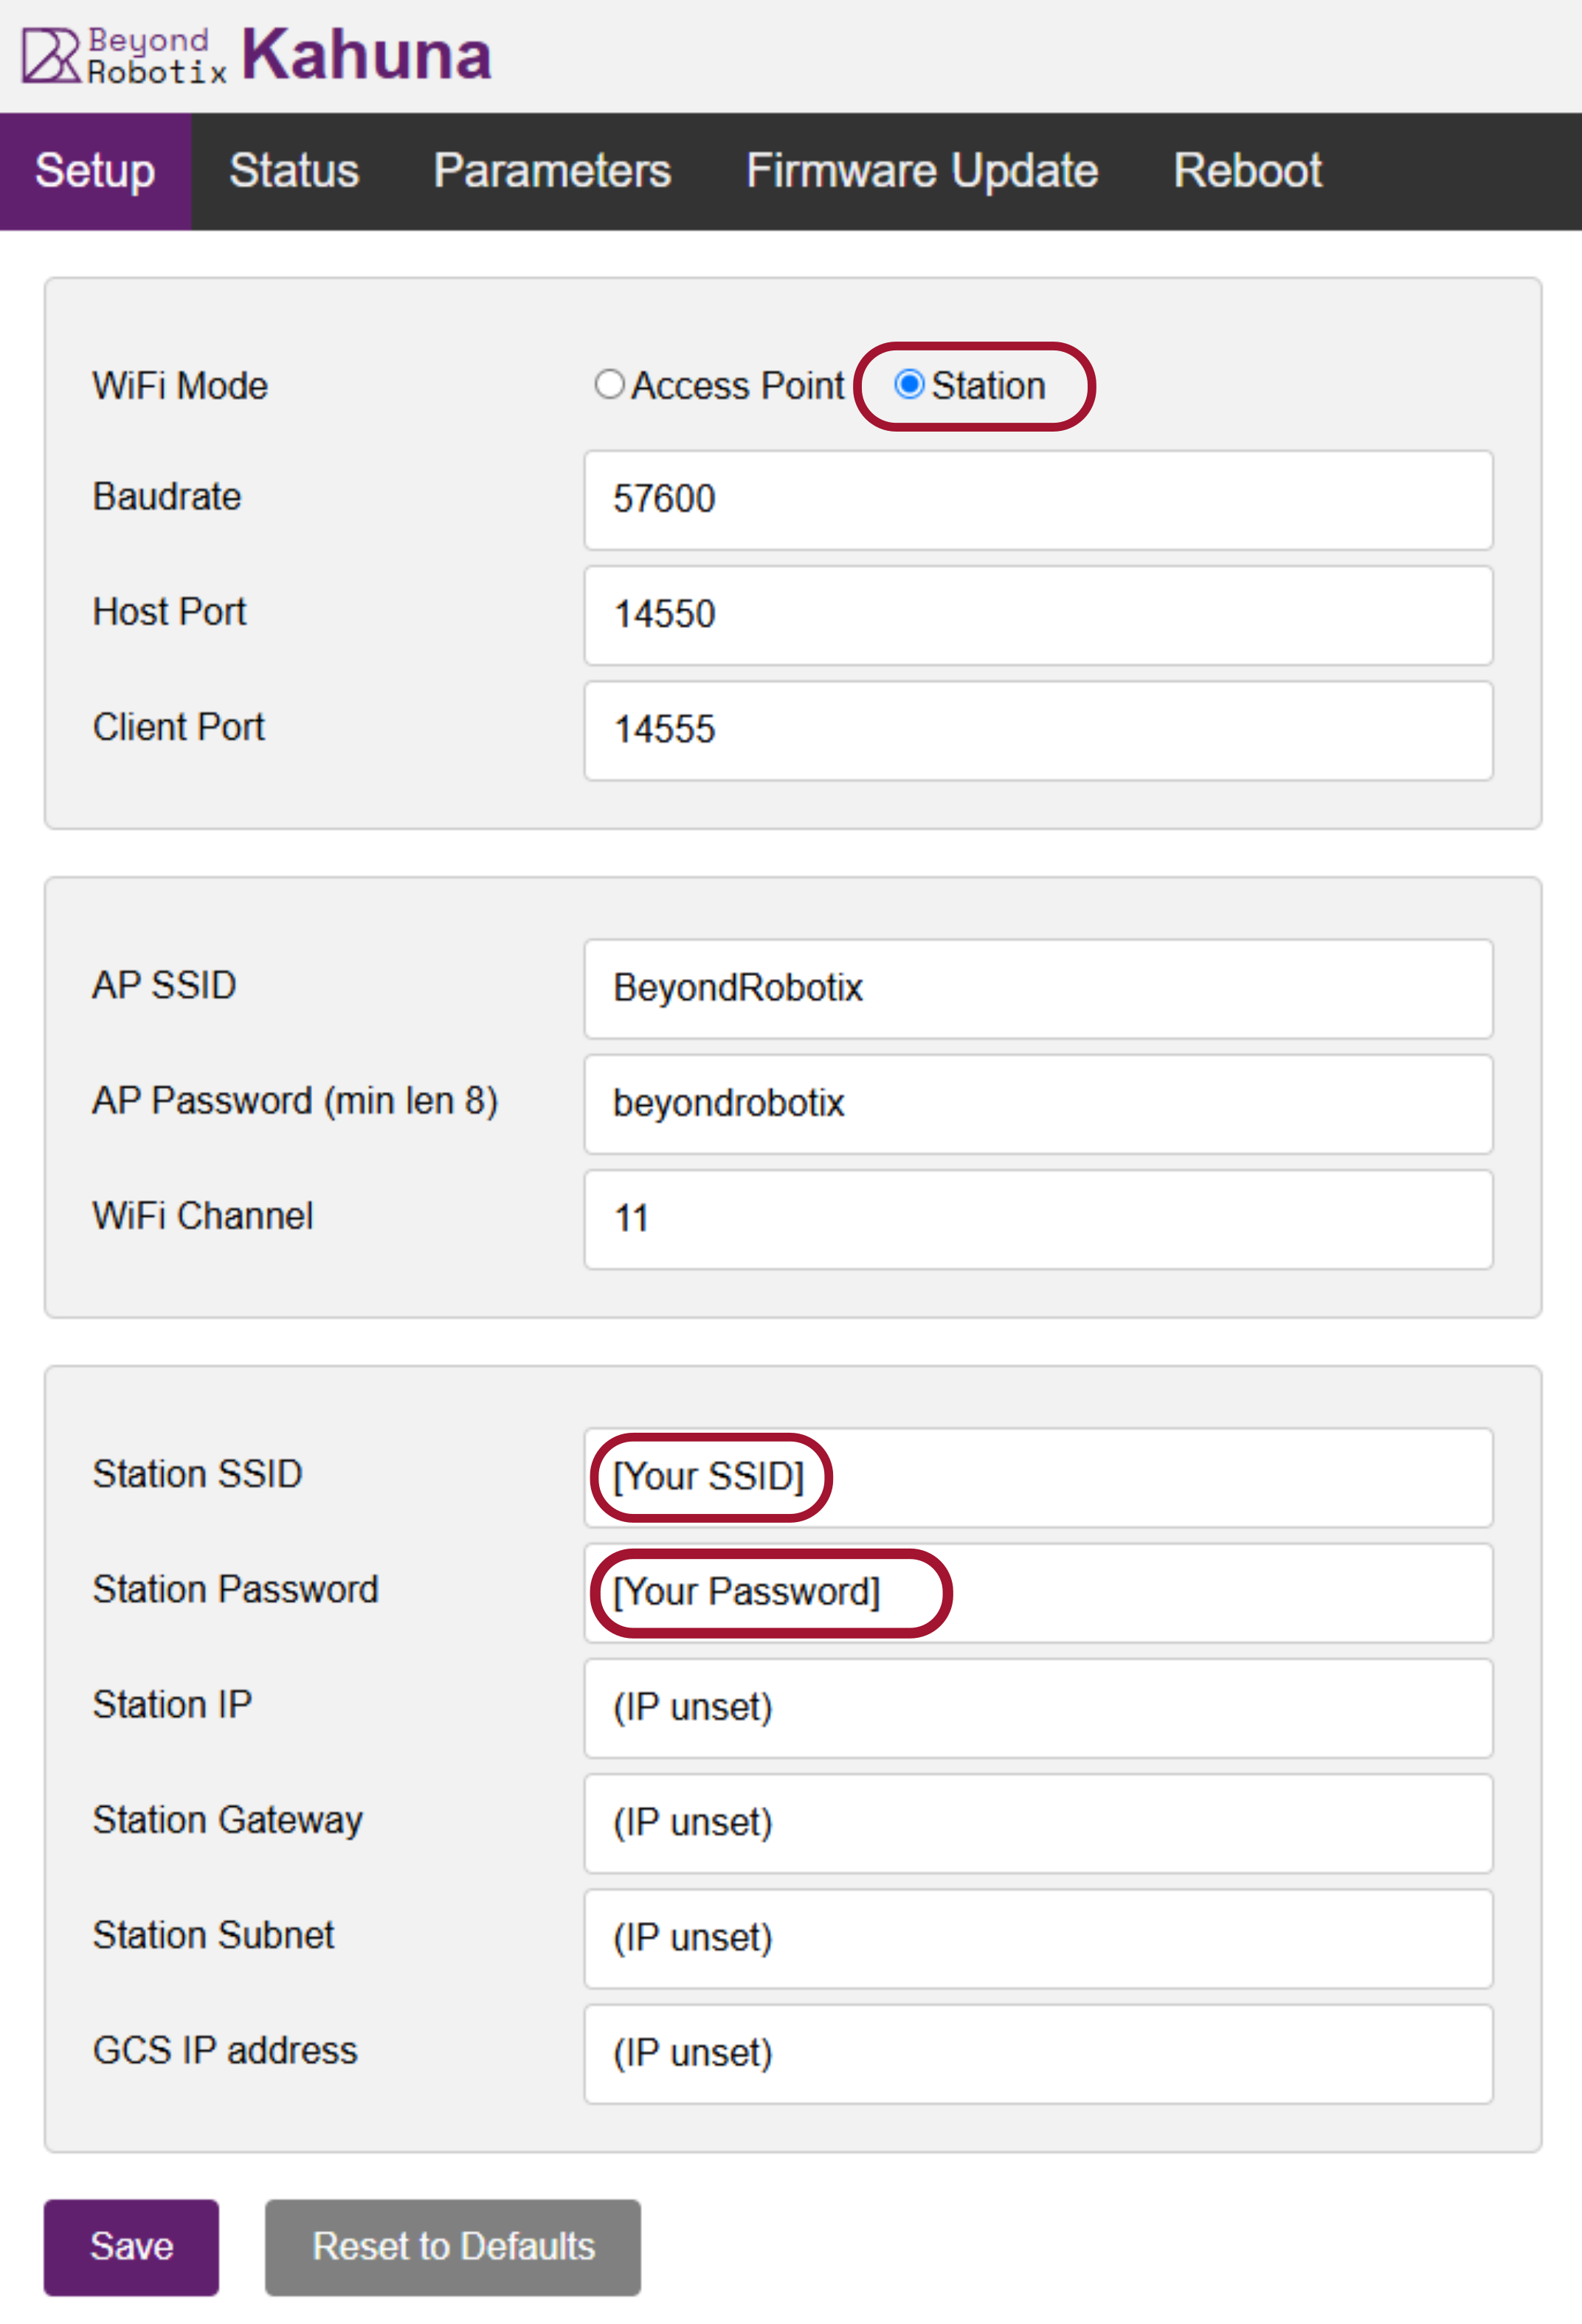 Beyond
Robotix Kahuna
Setup Status Parameters Firmware Update Reboot
WiFi Mode Access Point Station
Baudrate 57600
Host Port 14550
Client Port 14555
AP SSID BeyondRobotix
AP Password (min len 8) beyondrobotix
WiFi Channel 11
Station SSID [Your SSID]
Station Password [Your Password]
Station IP (IP unset)
Station Gateway (IP unset)
Station Subnet (IP unset)
GCS IP address (IP unset)
Save Reset to Defaults